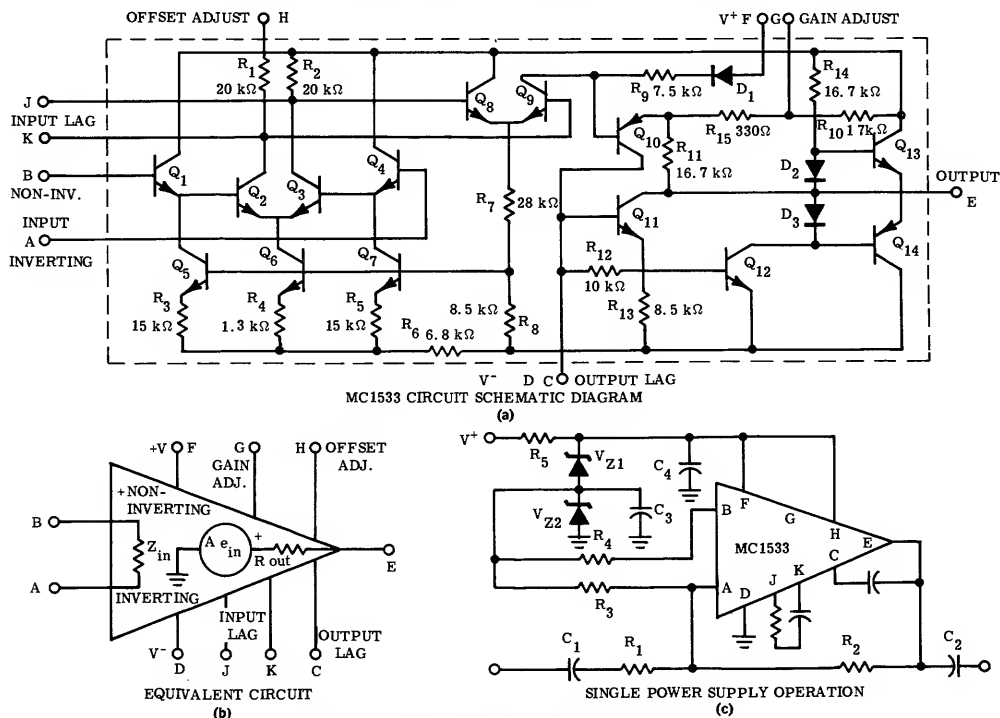 OFFSET ADJUST H
V+ F G GAIN ADJUST
R1
20 kΩ
R2
20 kΩ
R14
16.7 kΩ
R9 7.5 kΩ
D1
J
INPUT LAG
K
Q8
Q9
Q10
R15 330Ω
R10 1 7kΩ
Q13
B
NON-INV.
Q1
Q2
Q3
Q4
R11
16.7 kΩ
D2
OUTPUT
E
R7
28 kΩ
D3
INPUT
A
INVERTING
Q11
Q14
Q5
Q6
Q7
R12
10 kΩ
Q12
R3
15 kΩ
R4
1.3 kΩ
R5
15 kΩ
R6
6.8 kΩ
8.5 kΩ
R8
R13
8.5 kΩ
V- D C OUTPUT LAG
MC1533 CIRCUIT SCHEMATIC DIAGRAM
(a)
+V F
G
GAIN
ADJ.
H OFFSET
ADJ.
+ NON-
INVERTING
B
Zin
A ein
+
R out
E
A
INVERTING
INPUT
LAG
V-
D
J
K
C
OUTPUT
LAG
EQUIVALENT CIRCUIT
(b)
V+
R5
VZ1
C4
VZ2
C3
R4
R3
B
F
G
H
MC1533
E
C
A
D
J
K
C1
R1
R2
C2
SINGLE POWER SUPPLY OPERATION
(c)